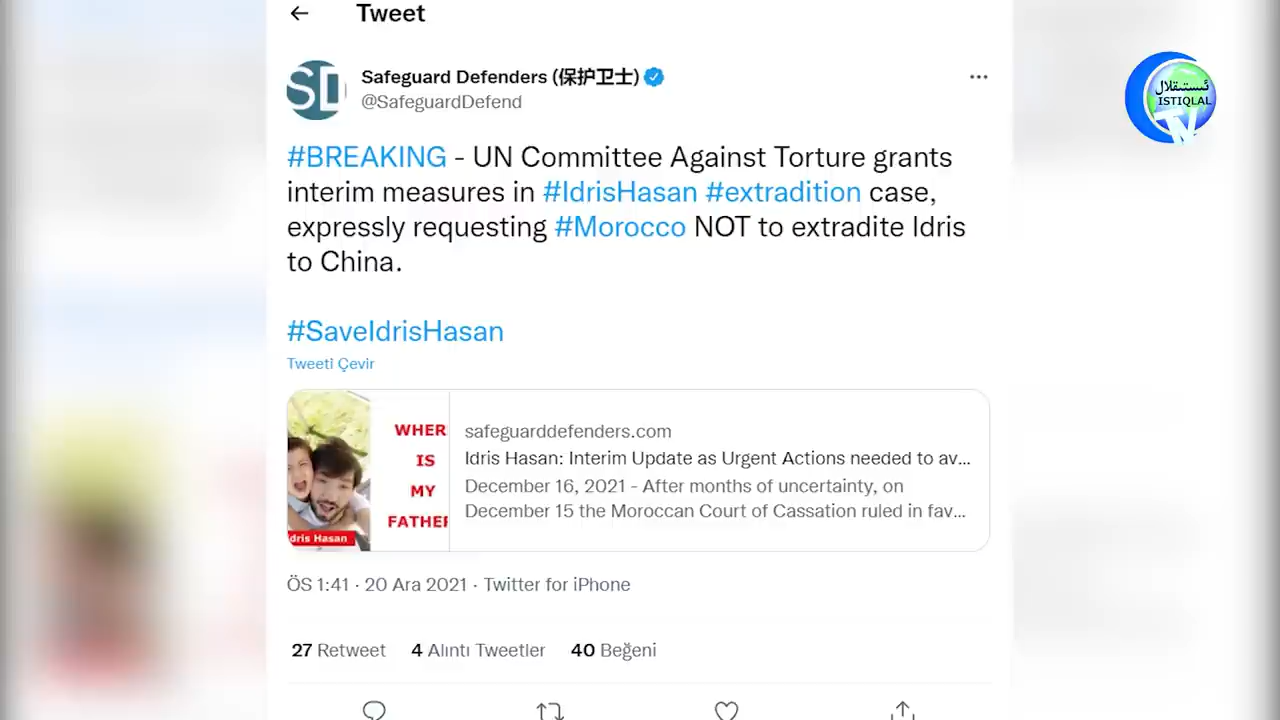 Tweet
Safeguard Defenders (保护卫士)
@SafeguardDefend
ئىستىقلال
ISTIQLAL
TV
#BREAKING - UN Committee Against Torture grants
interim measures in #IdrisHasan #extradition case,
expressly requesting #Morocco NOT to extradite Idris
to China.
#SaveIdrisHasan
Tweeti Çevir
WHER
IS
MY
FATHER
dris Hasan
safeguarddefenders.com
Idris Hasan: Interim Update as Urgent Actions needed to av...
December 16, 2021 - After months of uncertainty, on
December 15 the Moroccan Court of Cassation ruled in fav...
ÖS 1:41 · 20 Ara 2021 · Twitter for iPhone
27 Retweet 4 Alıntı Tweetler 40 Beğeni